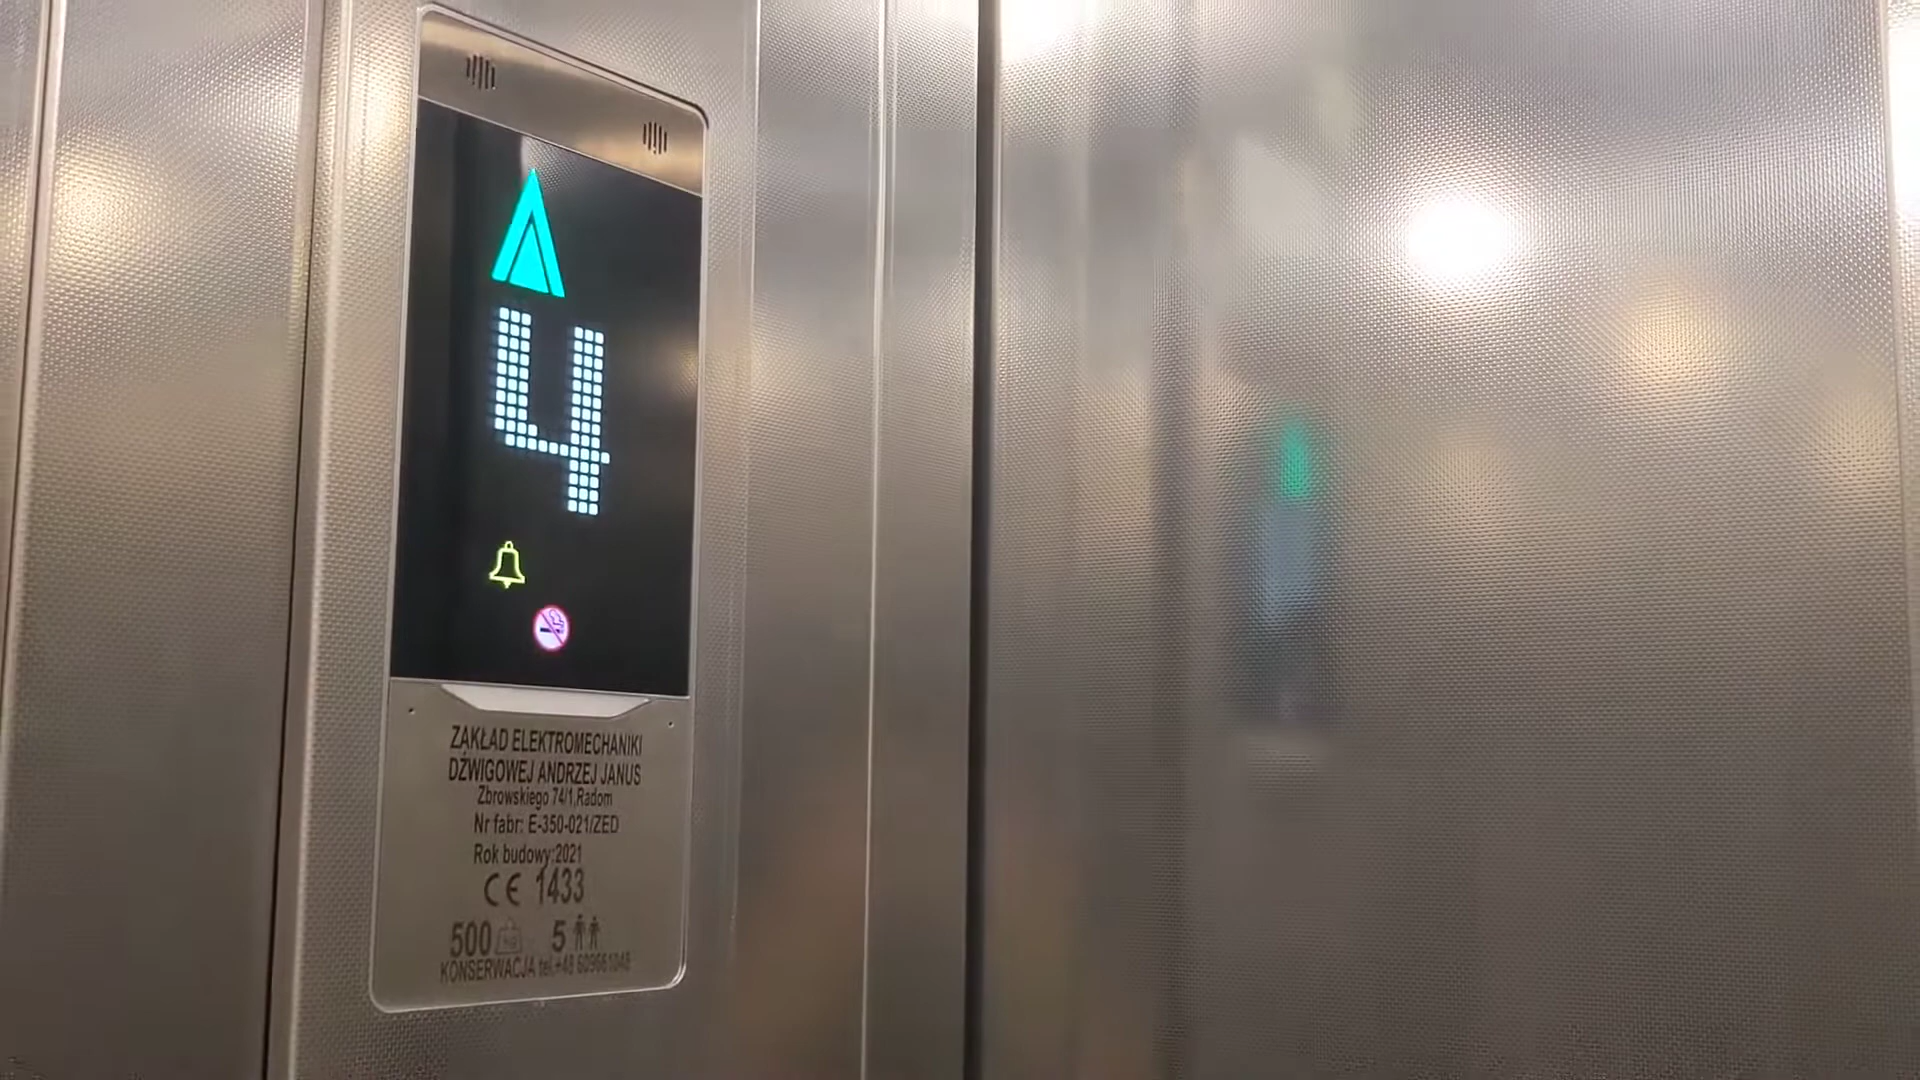 4
ZAKŁAD ELEKTROMECHANIKI
DŹWIGOWEJ ANDRZEJ JANUS
Zbrowskiego 74/1,Radom
Nr fabr: E-350-021/ZED
Rok budowy:2021
CE 1433
500 kg 5
KONSERWACJA tel.+48